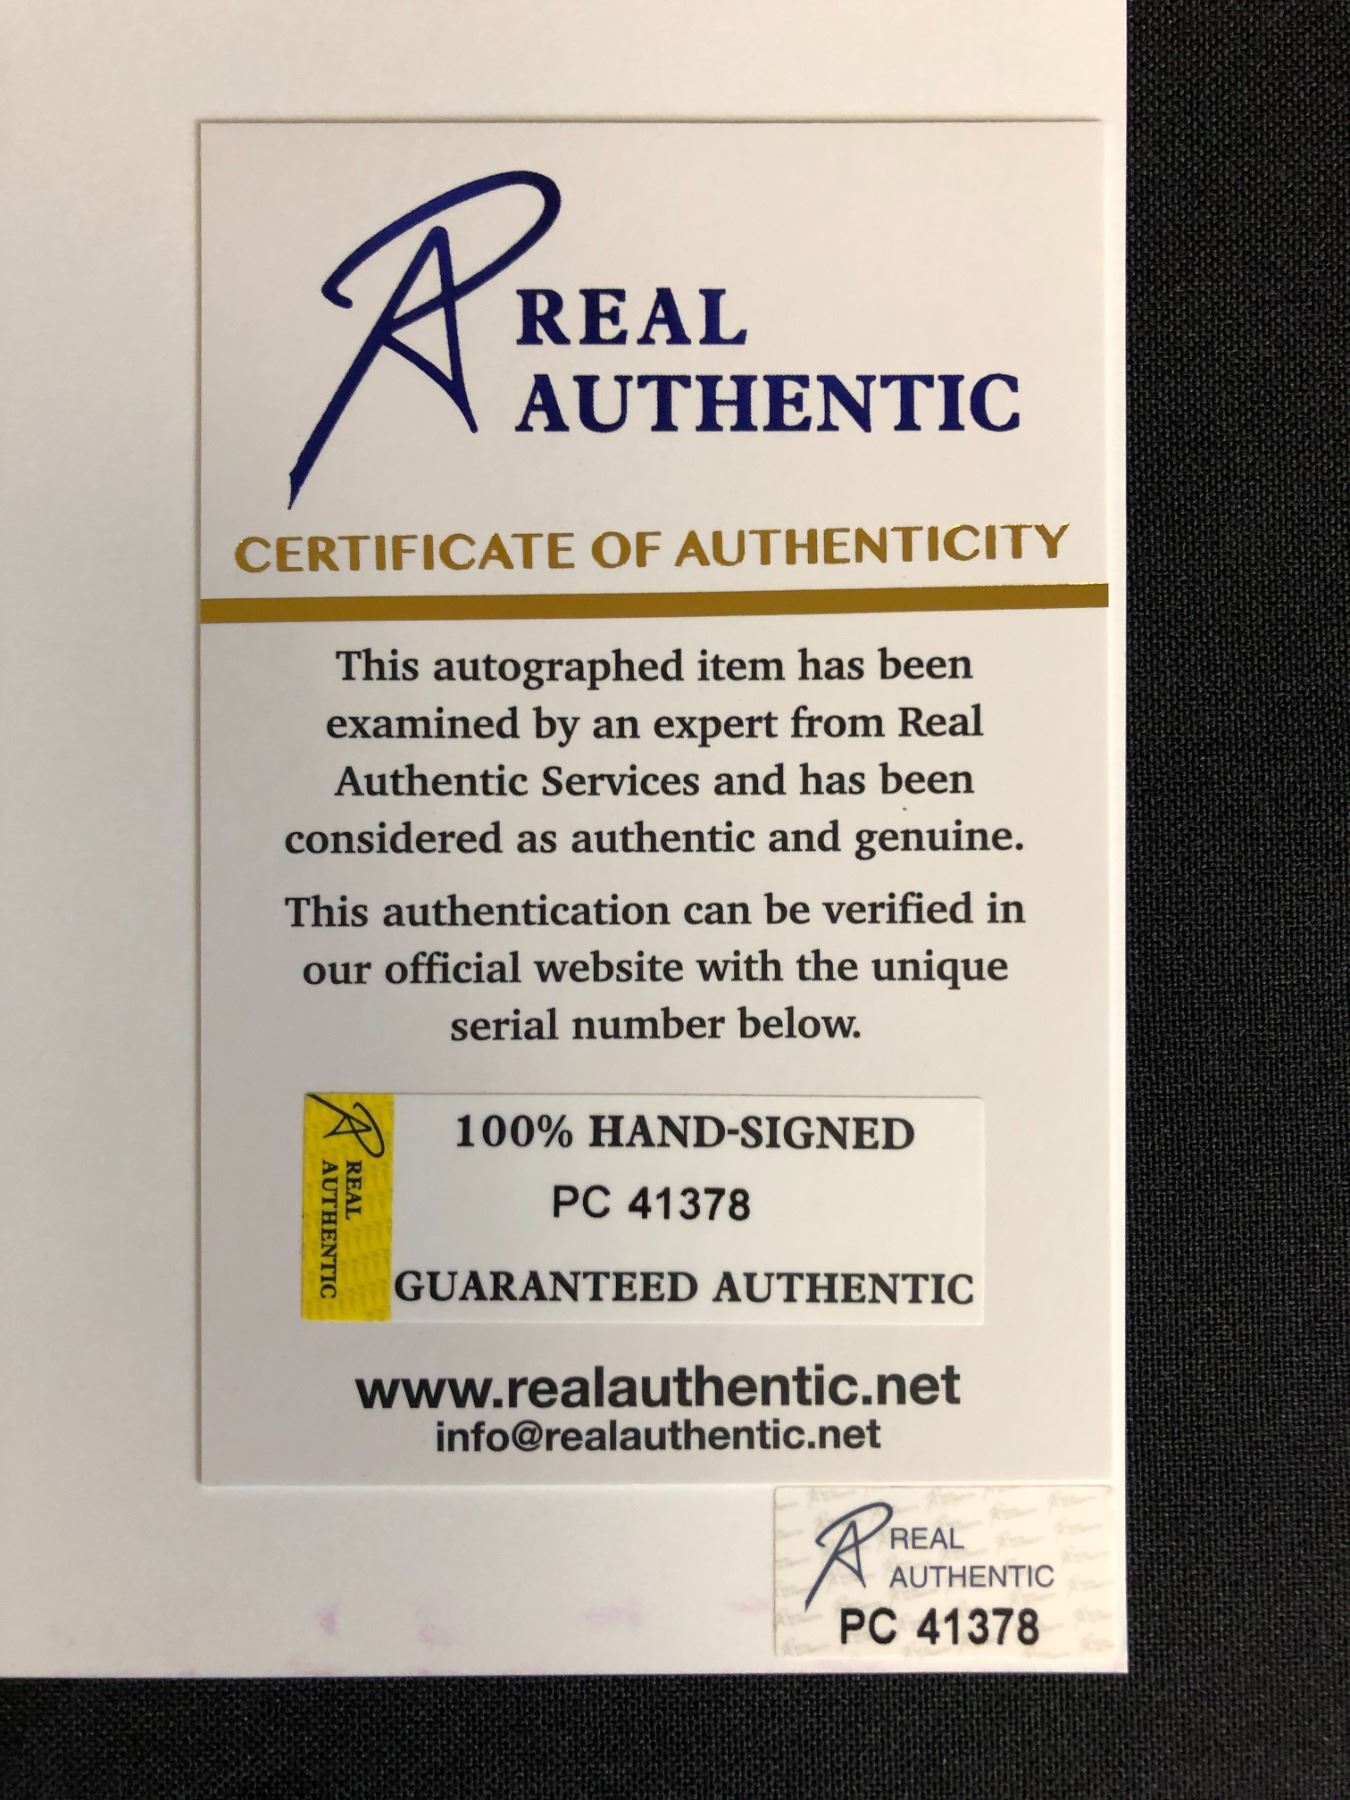 REAL
AUTHENTIC
CERTIFICATE OF AUTHENTICITY
This autographed item has been
examined by an expert from Real
Authentic Services and has been
considered as authentic and genuine.
This authentication can be verified in
our official website with the unique
serial number below.
REAL
AUTHENTIC
100% HAND-SIGNED
PC 41378
GUARANTEED AUTHENTIC
www.realauthentic.net
info@realauthentic.net
REAL
AUTHENTIC
PC 41378